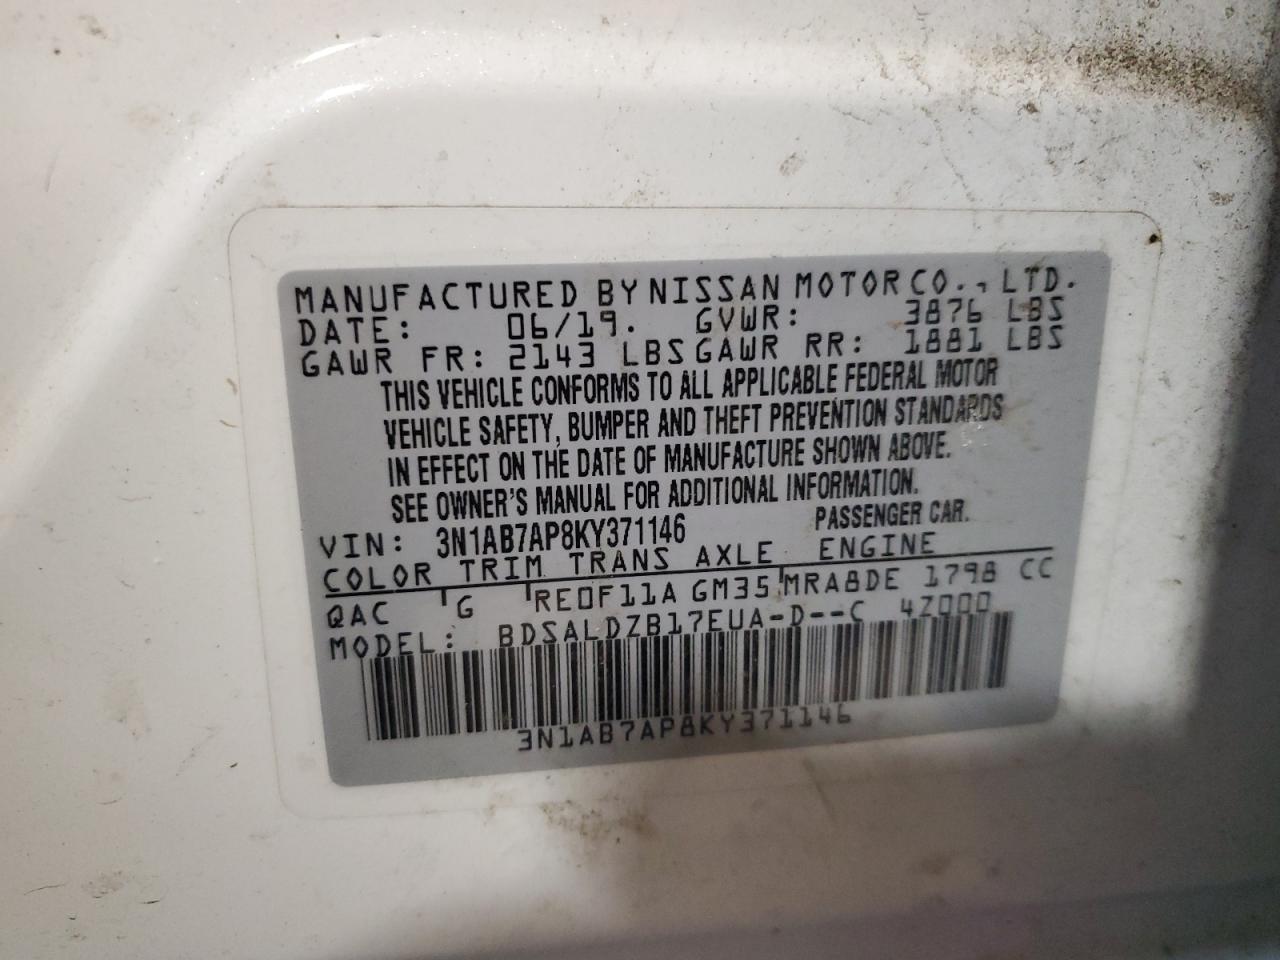 MANUFACTURED BY NISSAN MOTOR CO., LTD.
DATE: 06/19. GVWR: 3876 LBS
GAWR FR: 2143 LBS GAWR RR: 1881 LBS
THIS VEHICLE CONFORMS TO ALL APPLICABLE FEDERAL MOTOR
VEHICLE SAFETY, BUMPER AND THEFT PREVENTION STANDARDS
IN EFFECT ON THE DATE OF MANUFACTURE SHOWN ABOVE.
SEE OWNER'S MANUAL FOR ADDITIONAL INFORMATION.
VIN: 3N1AB7AP8KY371146 PASSENGER CAR.
COLOR TRIM TRANS AXLE ENGINE
QAC G RE0F11A GM35 MRA8DE 1798 CC
MODEL: BDSALDZB17EUA-D--C 4Z000
3N1AB7AP8KY371146